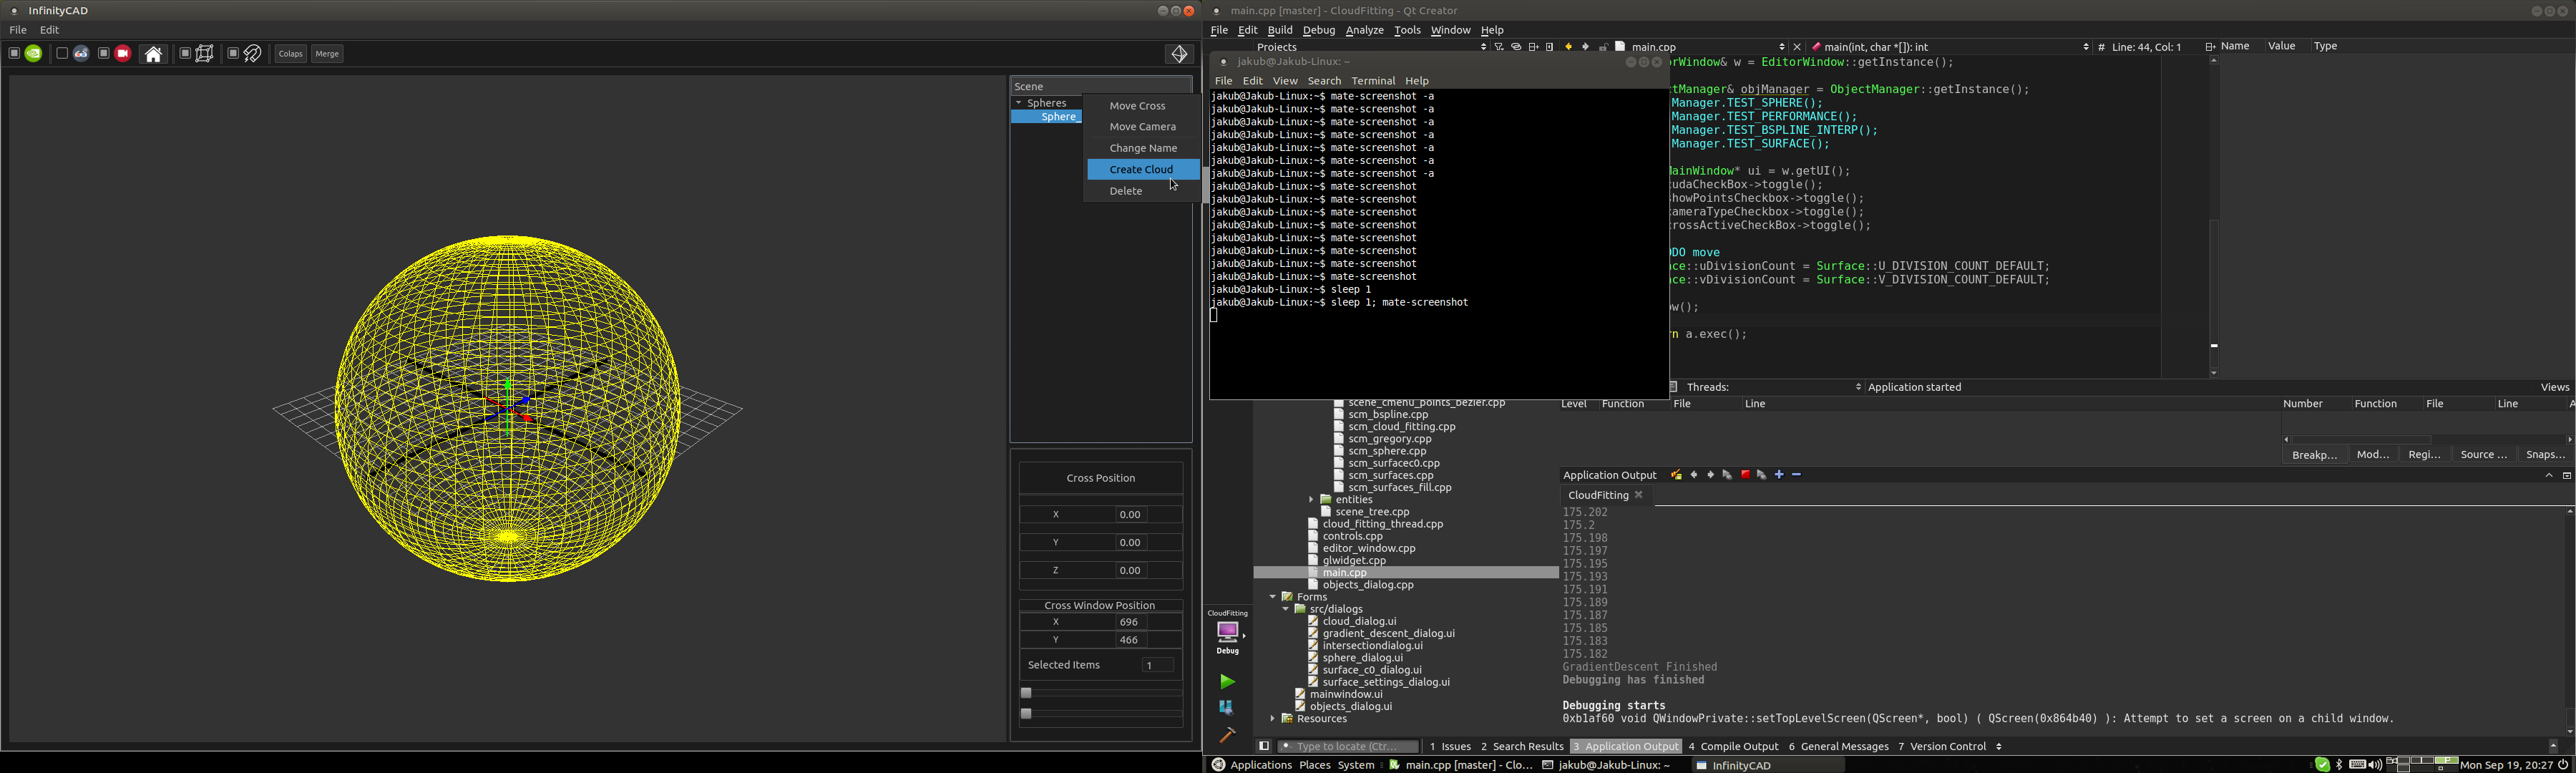 InfinityCAD
File Edit
Colaps Merge
Scene
Spheres
Sphere_
Move Cross
Move Camera
Change Name
Create Cloud
Delete
Cross Position
X 0.00
Y 0.00
Z 0.00
Cross Window Position
X 696
Y 466
Selected Items 1
main.cpp [master] - CloudFitting - Qt Creator
File Edit Build Debug Analyze Tools Window Help
Projects
main.cpp
main(int, char *[]): int
# Line: 44, Col: 1
Name Value Type
jakub@Jakub-Linux: ~
File Edit View Search Terminal Help
jakub@Jakub-Linux:~$ mate-screenshot -a
jakub@Jakub-Linux:~$ mate-screenshot -a
jakub@Jakub-Linux:~$ mate-screenshot -a
jakub@Jakub-Linux:~$ mate-screenshot -a
jakub@Jakub-Linux:~$ mate-screenshot -a
jakub@Jakub-Linux:~$ mate-screenshot -a
jakub@Jakub-Linux:~$ mate-screenshot -a
jakub@Jakub-Linux:~$ mate-screenshot
jakub@Jakub-Linux:~$ mate-screenshot
jakub@Jakub-Linux:~$ mate-screenshot
jakub@Jakub-Linux:~$ mate-screenshot
jakub@Jakub-Linux:~$ mate-screenshot
jakub@Jakub-Linux:~$ mate-screenshot
jakub@Jakub-Linux:~$ mate-screenshot
jakub@Jakub-Linux:~$ mate-screenshot
jakub@Jakub-Linux:~$ sleep 1
jakub@Jakub-Linux:~$ sleep 1; mate-screenshot
orWindow& w = EditorWindow::getInstance();
tManager& objManager = ObjectManager::getInstance();
Manager.TEST_SPHERE();
Manager.TEST_PERFORMANCE();
Manager.TEST_BSPLINE_INTERP();
Manager.TEST_SURFACE();
MainWindow* ui = w.getUI();
udaCheckBox->toggle();
howPointsCheckbox->toggle();
ameraTypeCheckbox->toggle();
rossActiveCheckBox->toggle();
DO move
ce::uDivisionCount = Surface::U_DIVISION_COUNT_DEFAULT;
ce::vDivisionCount = Surface::V_DIVISION_COUNT_DEFAULT;
ow();
n a.exec();
Threads:
Application started
Views
Level Function File Line
Number Function File Line A
Breakp... Mod... Regi... Source ... Snaps...
scene_cmenu_points_bezier.cpp
scm_bspline.cpp
scm_cloud_fitting.cpp
scm_gregory.cpp
scm_sphere.cpp
scm_surfacec0.cpp
scm_surfaces.cpp
scm_surfaces_fill.cpp
entities
scene_tree.cpp
cloud_fitting_thread.cpp
controls.cpp
editor_window.cpp
glwidget.cpp
main.cpp
objects_dialog.cpp
Forms
src/dialogs
cloud_dialog.ui
gradient_descent_dialog.ui
intersectiondialog.ui
sphere_dialog.ui
surface_c0_dialog.ui
surface_settings_dialog.ui
mainwindow.ui
objects_dialog.ui
Resources
CloudFitting
Debug
Application Output
CloudFitting
175.202
175.2
175.198
175.197
175.195
175.193
175.191
175.189
175.187
175.185
175.183
175.182
GradientDescent Finished
Debugging has finished
Debugging starts
0xb1af60 void QWindowPrivate::setTopLevelScreen(QScreen*, bool) ( QScreen(0x864b40) ): Attempt to set a screen on a child window.
Type to locate (Ctr...
1 Issues 2 Search Results 3 Application Output 4 Compile Output 6 General Messages 7 Version Control
Applications Places System
main.cpp [master] - Clo...
jakub@Jakub-Linux: ~
InfinityCAD
Mon Sep 19, 20:27